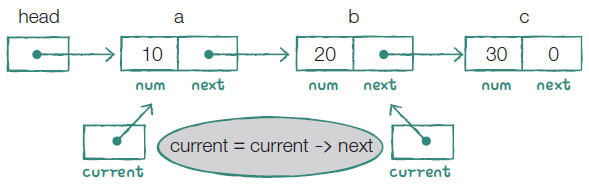 head a b c
10 20 30 0
num next num next num next
current = current -> next
current current